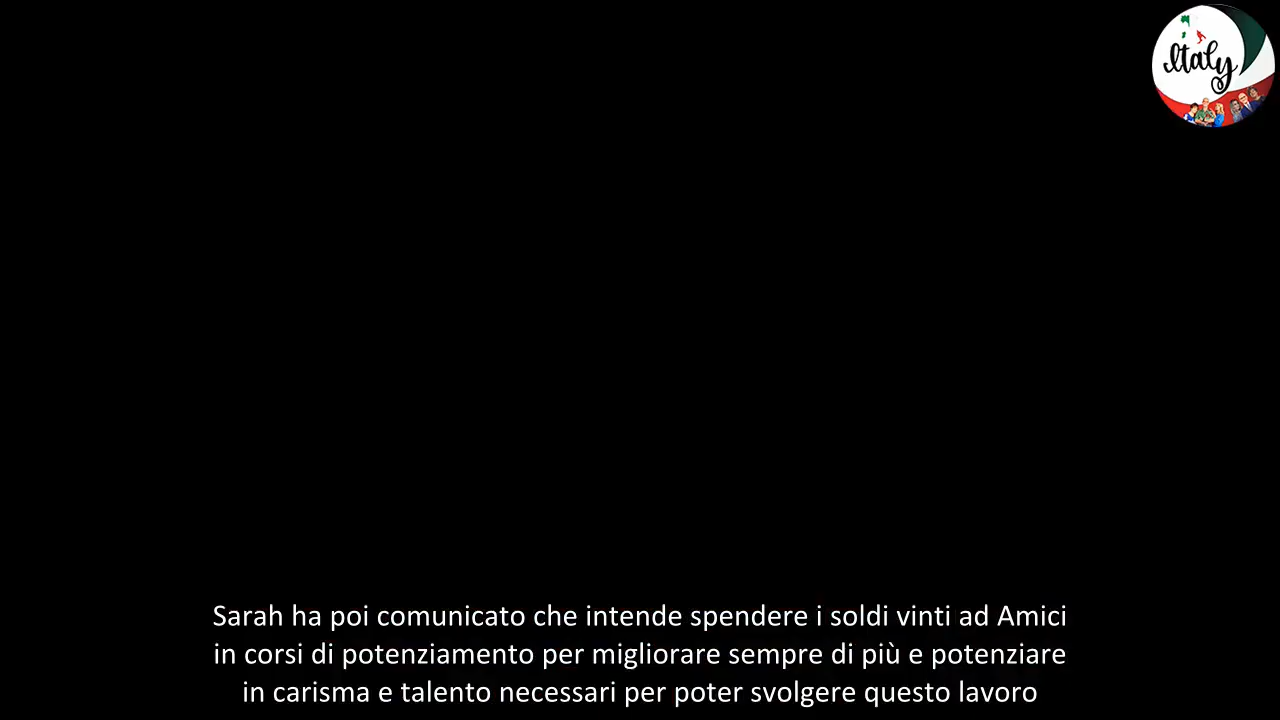 Italy
Sarah ha poi comunicato che intende spendere i soldi vinti ad Amici
in corsi di potenziamento per migliorare sempre di più e potenziare
in carisma e talento necessari per poter svolgere questo lavoro